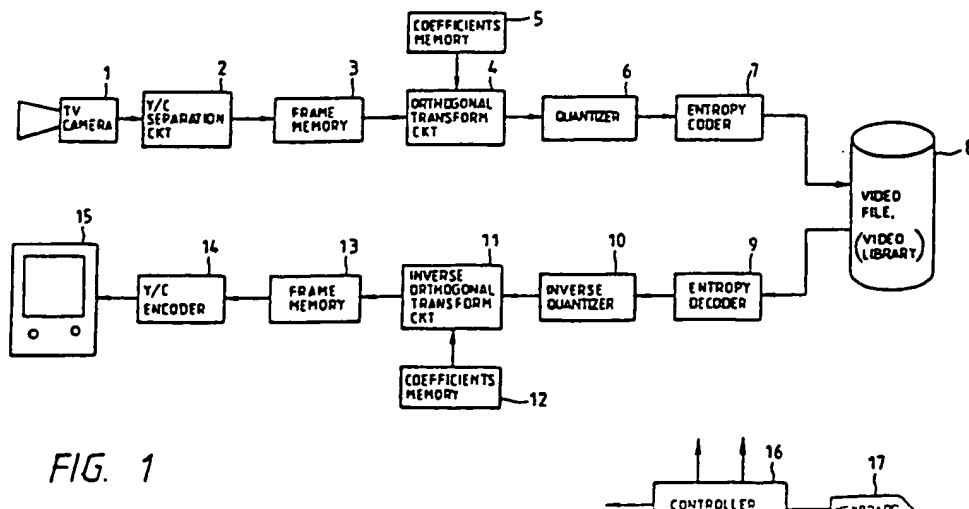 5
COEFFICIENTS
MEMORY
1
2
3
4
6
7
TV
CAMERA
Y/C
SEPARATION
CKT
FRAME
MEMORY
ORTHOGONAL
TRANSFORM
CKT
QUANTIZER
ENTROPY
CODER
8
VIDEO
FILE,
(VIDEO
LIBRARY)
15
14
13
11
10
9
Y/C
ENCODER
FRAME
MEMORY
INVERSE
ORTHOGONAL
TRANSFORM
CKT
INVERSE
QUANTIZER
ENTROPY
DECODER
COEFFICIENTS
MEMORY
12
FIG. 1
16
17
CONTROLLER